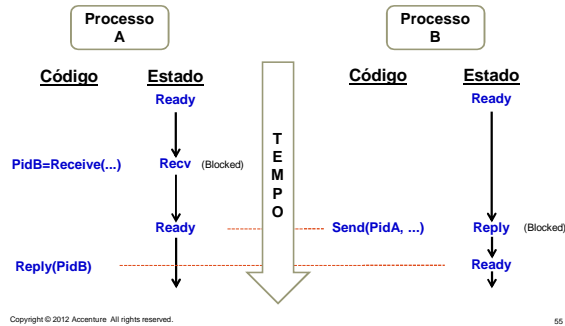 Processo
A
Processo
B
Código
Estado
Código
Estado
Ready
Ready
T
E
M
P
O
PidB=Receive(...)
Recv
(Blocked)
Ready
Send(PidA, ...)
Reply
(Blocked)
Reply(PidB)
Ready
Copyright © 2012 Accenture All rights reserved.
55